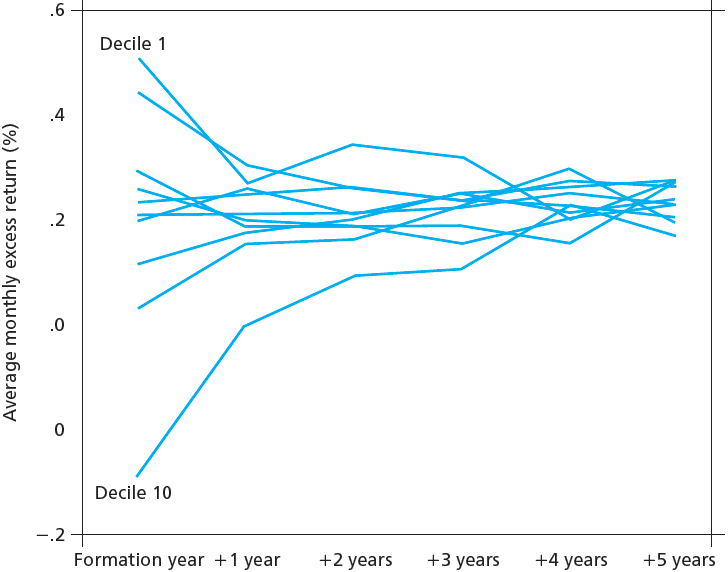 .6
Decile 1
.4
.2
.0
0
−.2
Average monthly excess return (%)
Decile 10
Formation year +1 year +2 years +3 years +4 years +5 years